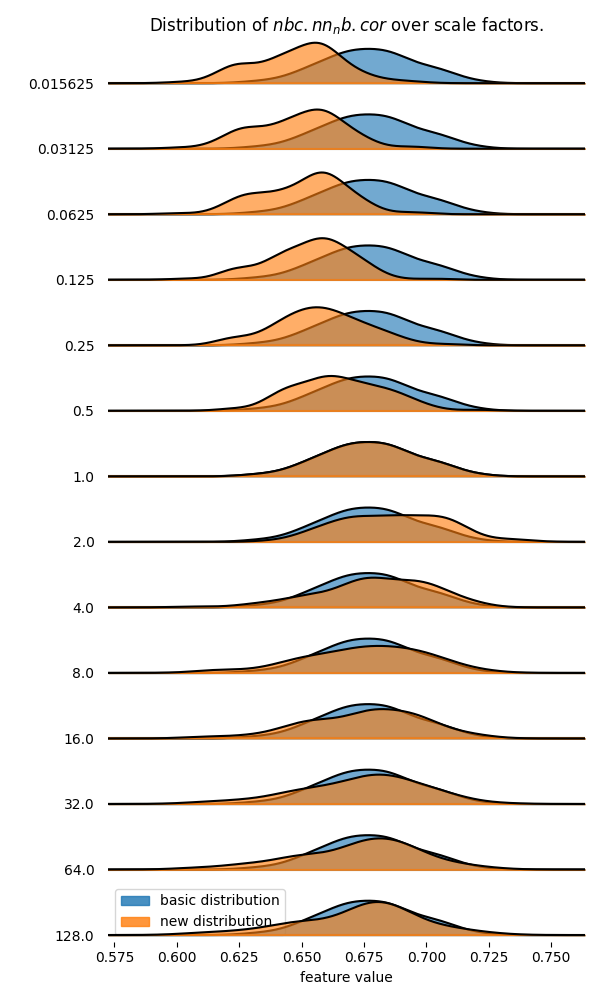 Distribution of nbc.nn_nb.cor over scale factors.
0.015625
0.03125
0.0625
0.125
0.25
0.5
1.0
2.0
4.0
8.0
16.0
32.0
64.0
basic distribution
new distribution
128.0
0.575 0.600 0.625 0.650 0.675 0.700 0.725 0.750
feature value